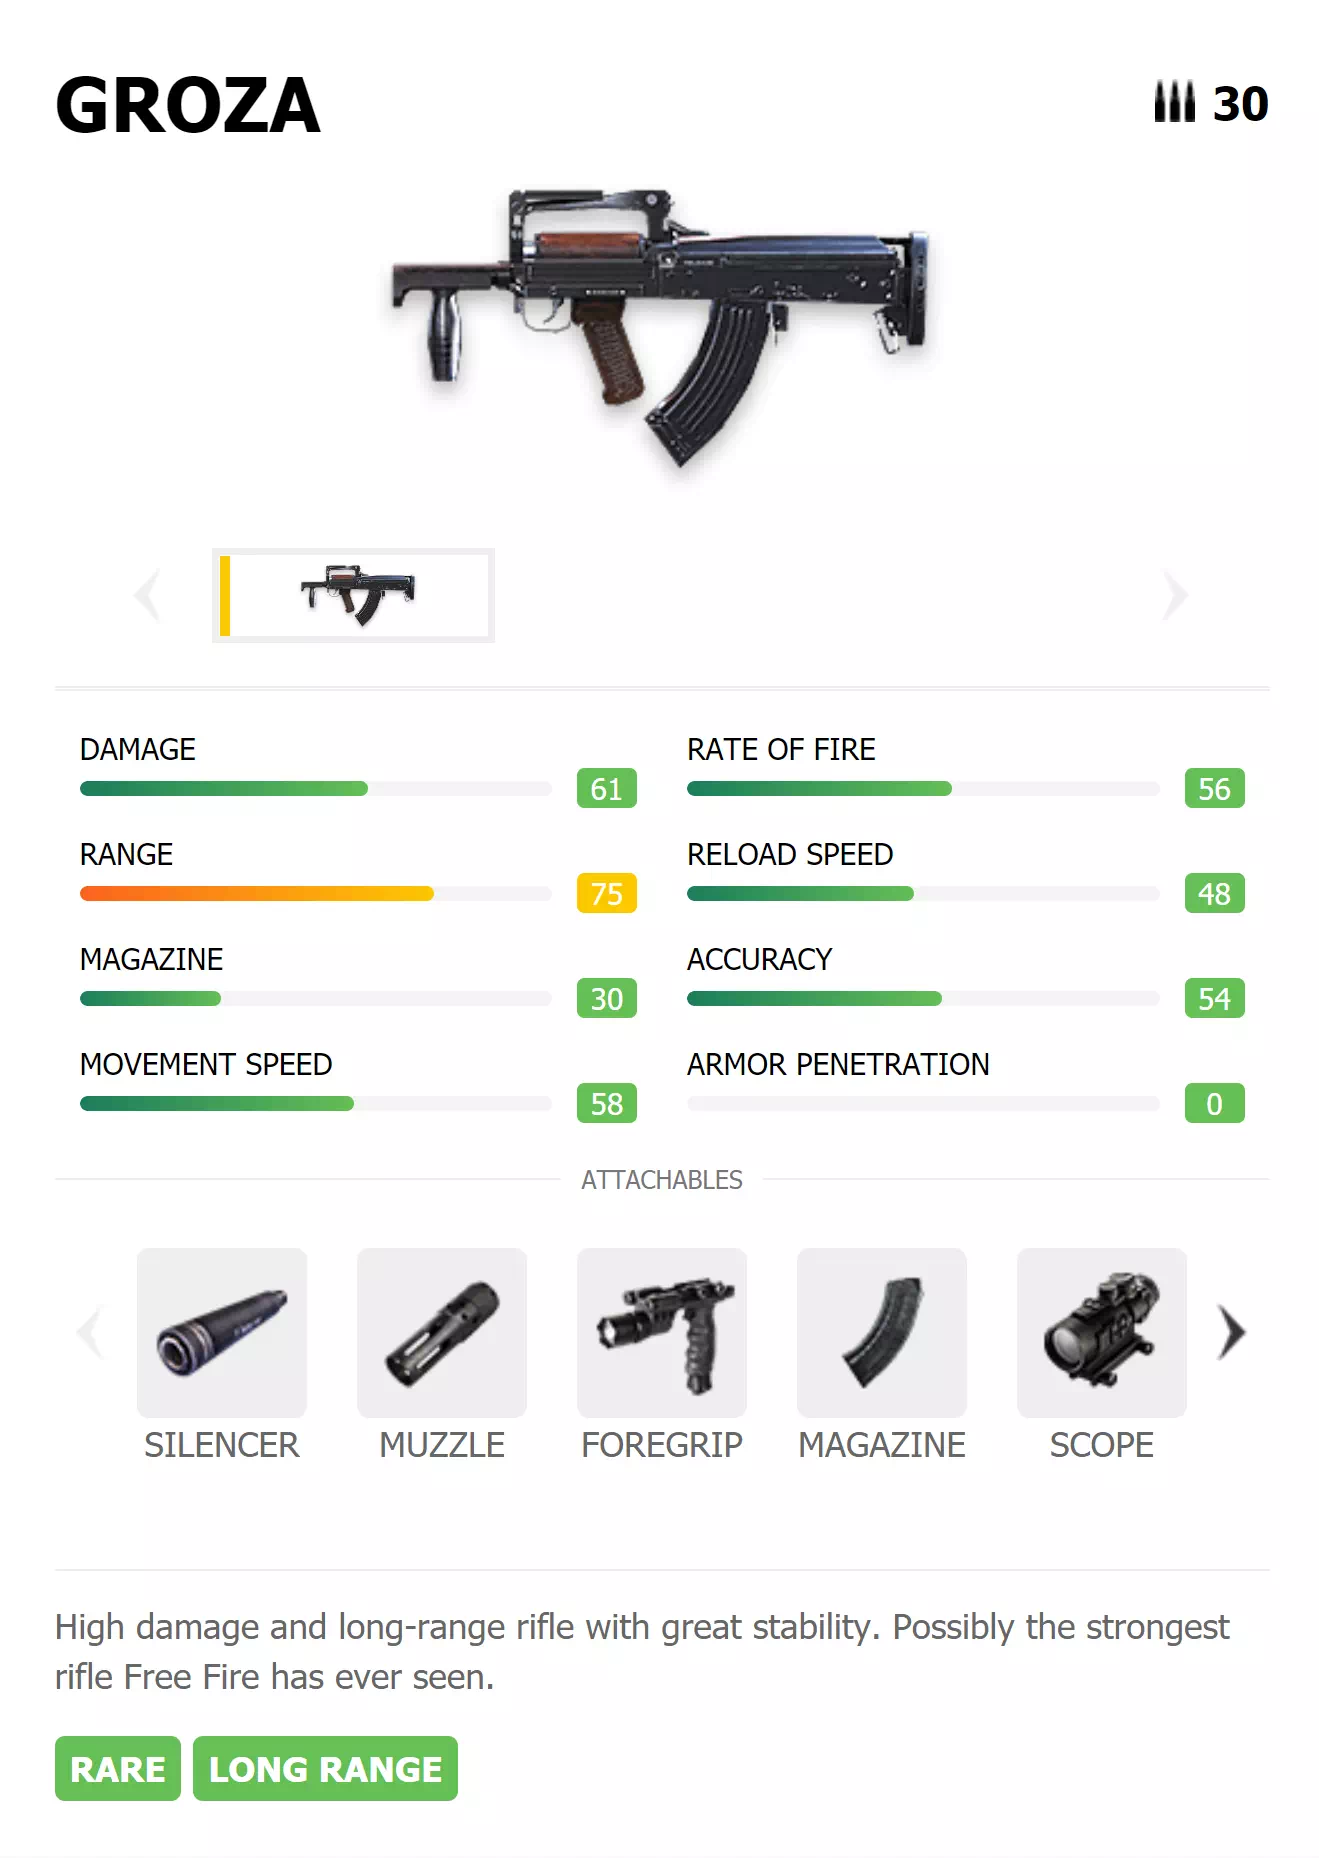 GROZA
30
DAMAGE
61
RATE OF FIRE
56
RANGE
75
RELOAD SPEED
48
MAGAZINE
30
ACCURACY
54
MOVEMENT SPEED
58
ARMOR PENETRATION
0
ATTACHABLES
SILENCER
MUZZLE
FOREGRIP
MAGAZINE
SCOPE
High damage and long-range rifle with great stability. Possibly the strongest
rifle Free Fire has ever seen.
RARE
LONG RANGE